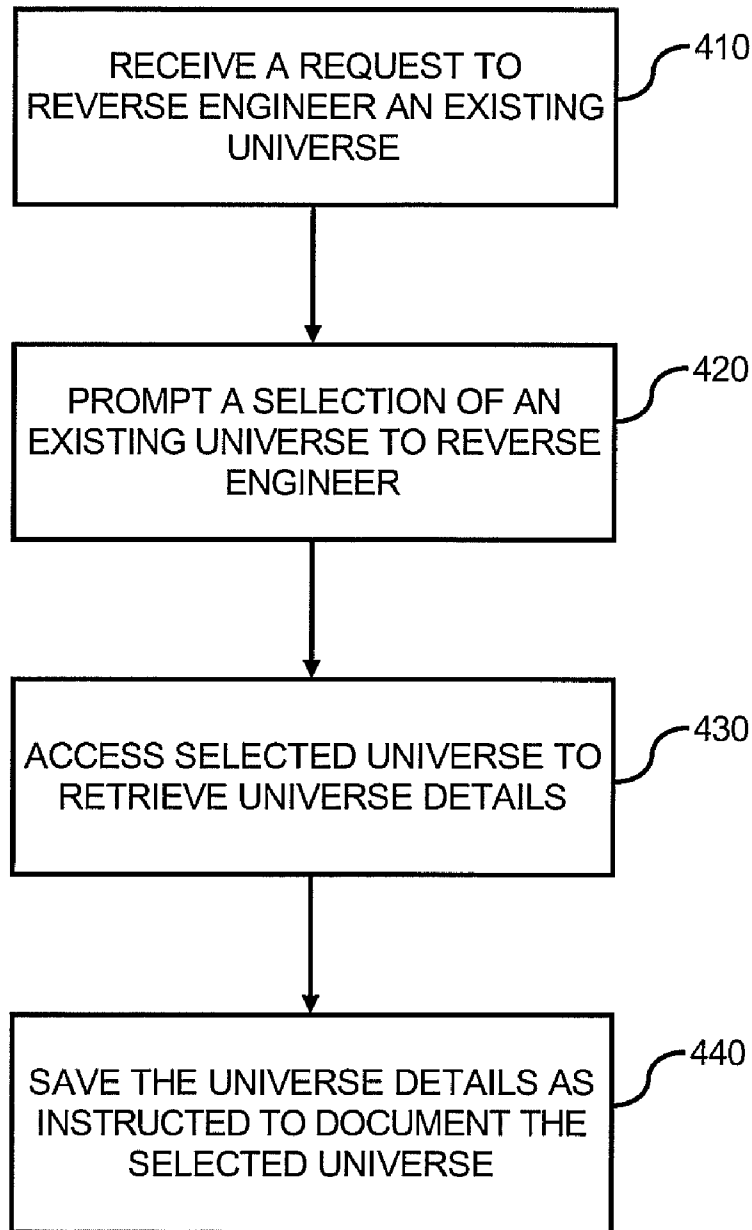 RECEIVE A REQUEST TO
REVERSE ENGINEER AN EXISTING
UNIVERSE
410
PROMPT A SELECTION OF AN
EXISTING UNIVERSE TO REVERSE
ENGINEER
420
ACCESS SELECTED UNIVERSE TO
RETRIEVE UNIVERSE DETAILS
430
SAVE THE UNIVERSE DETAILS AS
INSTRUCTED TO DOCUMENT THE
SELECTED UNIVERSE
440